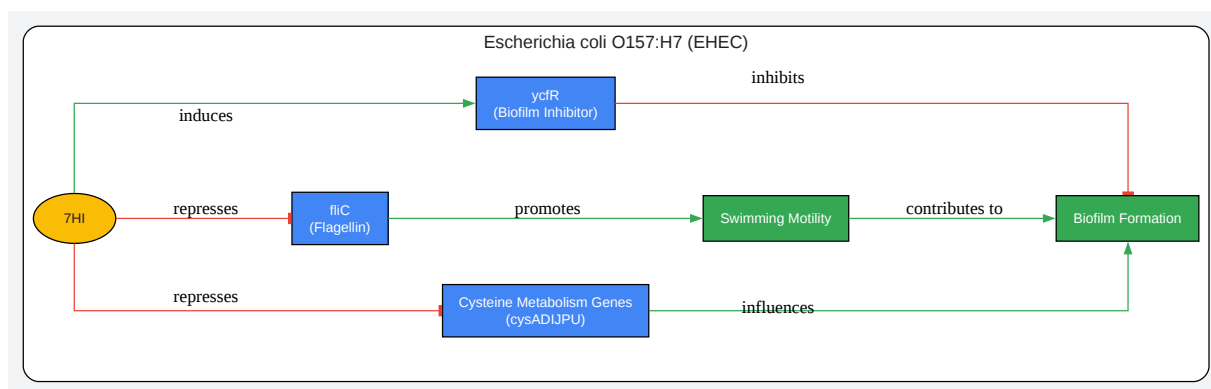 Escherichia coli O157:H7 (EHEC)
inhibits
ycfR
(Biofilm Inhibitor)
induces
7HI
represses
fliC
(Flagellin)
promotes
Swimming Motility
contributes to
Biofilm Formation
represses
Cysteine Metabolism Genes
(cysADIJPU)
influences